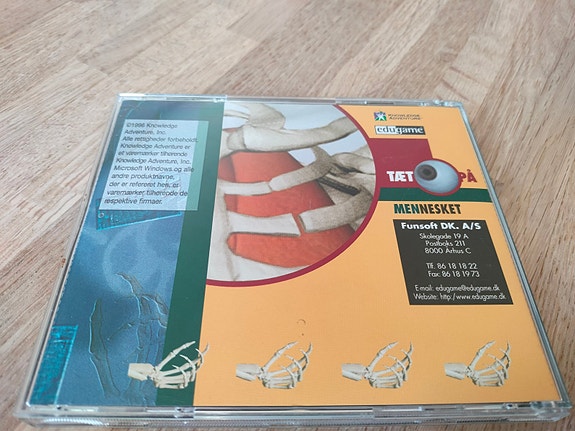 ©1996 Knowledge
Adventure, Inc.
Alle rettigheder forbeholdt.
Knowledge Adventure er
et varemærker tilhørende
Knowledge Adventure, Inc.
Microsoft Windows og alle
andre produktnavne,
der er refereret her, er
varemærker tilhørende de
respektive firmaer.
KNOWLEDGE
ADVENTURE
edugame
TÆT PÅ
MENNESKET
Funsoft DK. A/S
Skolegade 19 A
Postboks 211
8000 Århus C
Tlf. 86 18 18 22
Fax: 86 18 19 73
E-mail: edugame@edugame.dk
Website: http:/www.edugame.dk